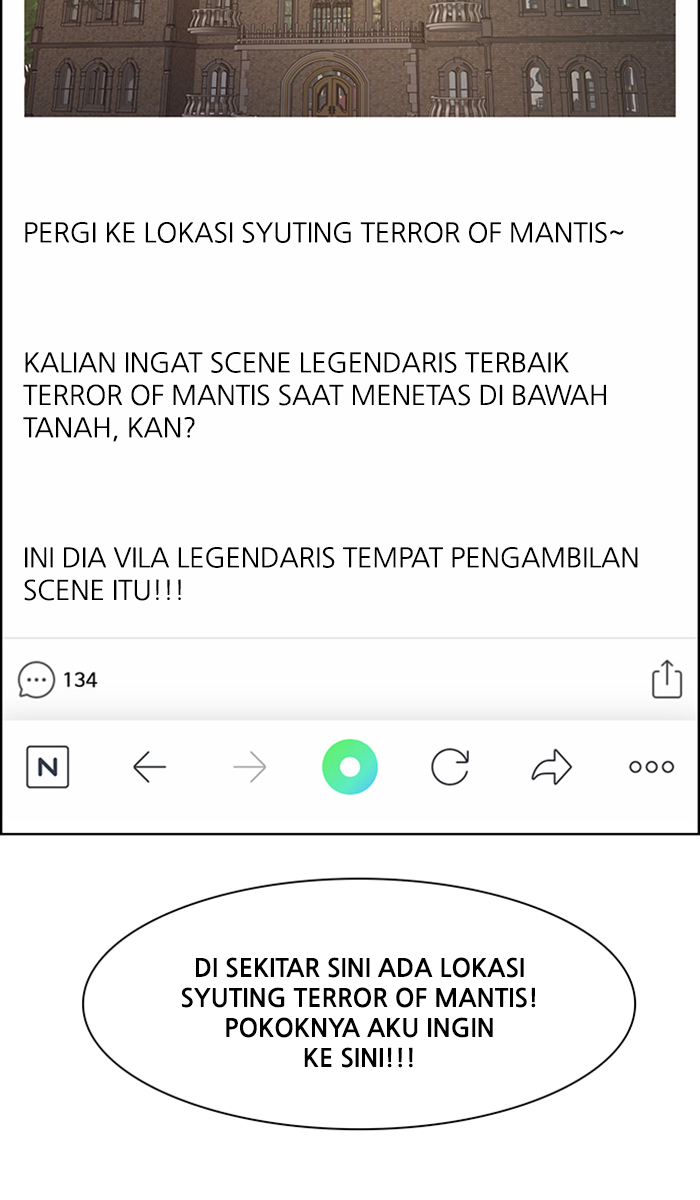 PERGI KE LOKASI SYUTING TERROR OF MANTIS~
KALIAN INGAT SCENE LEGENDARIS TERBAIK
TERROR OF MANTIS SAAT MENETAS DI BAWAH
TANAH, KAN?
INI DIA VILA LEGENDARIS TEMPAT PENGAMBILAN
SCENE ITU!!!
134
N
DI SEKITAR SINI ADA LOKASI
SYUTING TERROR OF MANTIS!
POKOKNYA AKU INGIN
KE SINI!!!